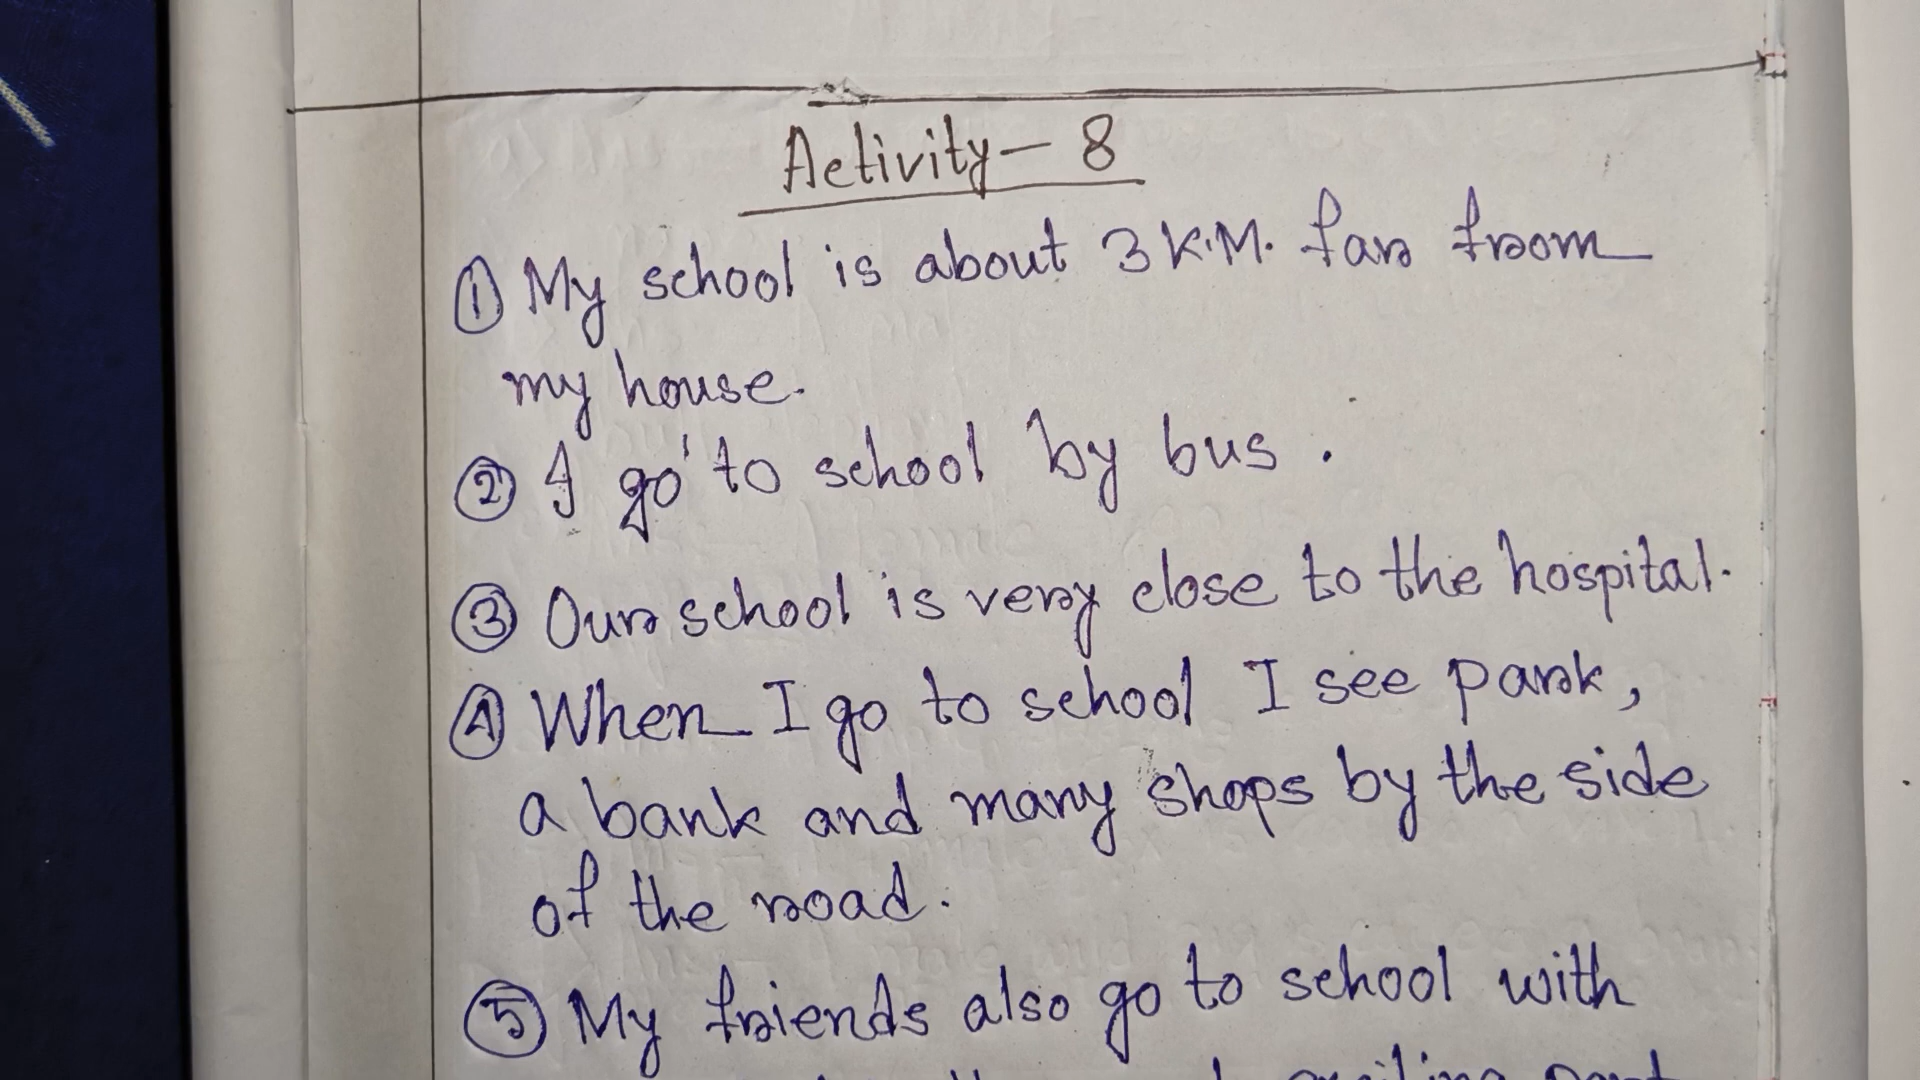 Activity - 8
① My school is about 3 K.M. far from
my house.
② I go to school by bus.
③ Our school is very close to the hospital.
④ When I go to school I see park,
a bank and many shops by the side
of the road.
⑤ My friends also go to school with